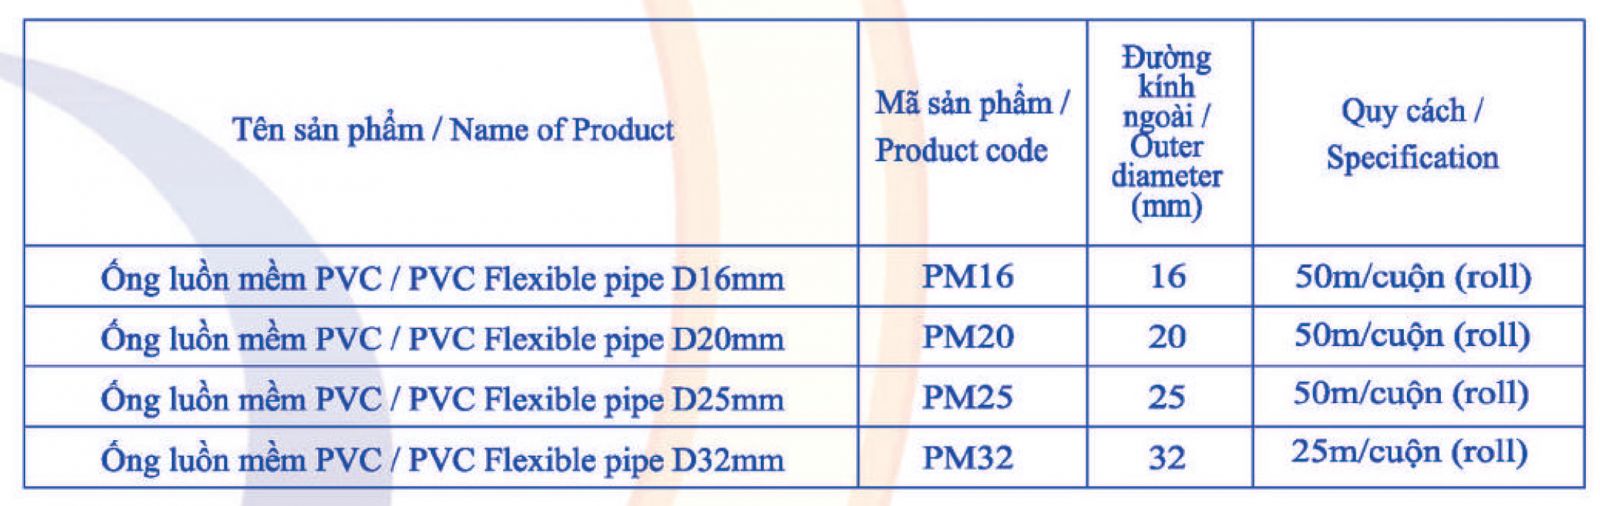 Tên sản phẩm / Name of Product
Mã sản phẩm /
Product code
Đường
kính
ngoài /
Outer
diameter
(mm)
Quy cách /
Specification
Ống luồn mềm PVC / PVC Flexible pipe D16mm PM16 16 50m/cuộn (roll)
Ống luồn mềm PVC / PVC Flexible pipe D20mm PM20 20 50m/cuộn (roll)
Ống luồn mềm PVC / PVC Flexible pipe D25mm PM25 25 50m/cuộn (roll)
Ống luồn mềm PVC / PVC Flexible pipe D32mm PM32 32 25m/cuộn (roll)